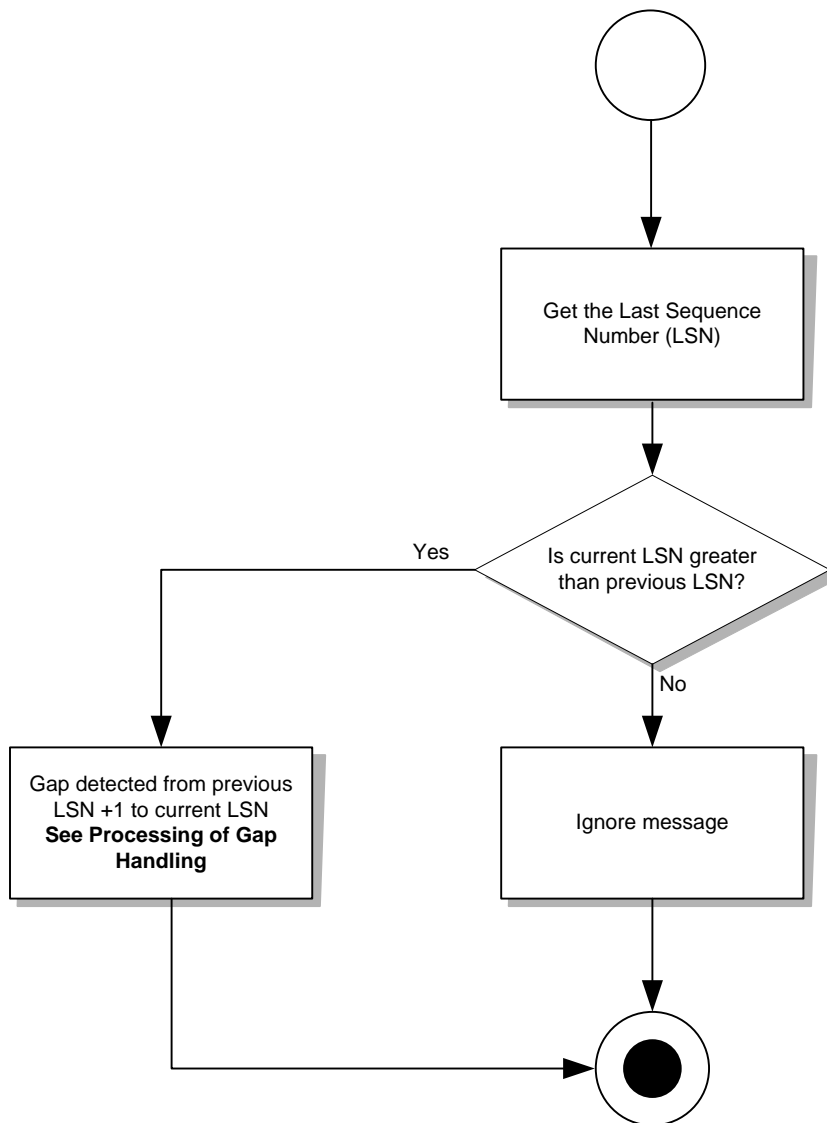 Get the Last Sequence
Number (LSN)
Is current LSN greater
than previous LSN?
Yes
No
Gap detected from previous
LSN +1 to current LSN
See Processing of Gap
Handling
Ignore message